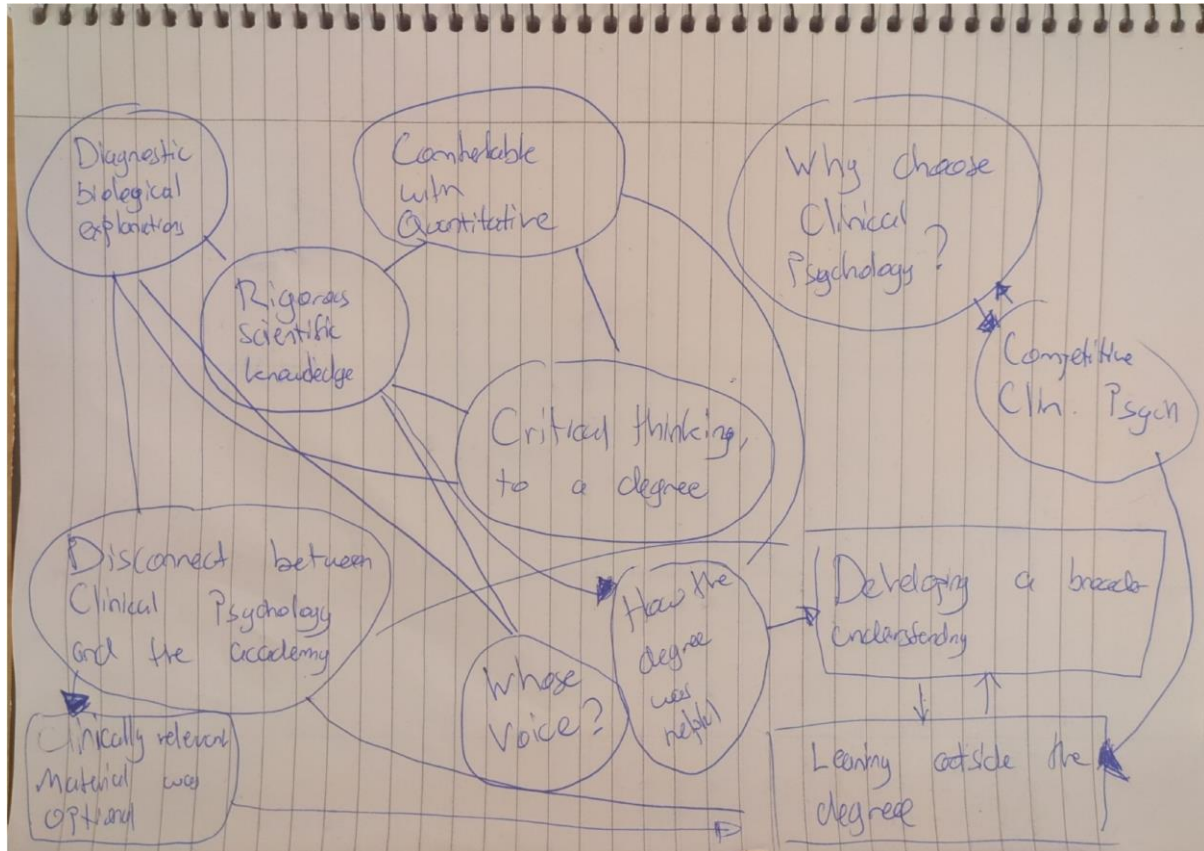 Diagnostic
biological
explanations
Comfortable
with
Quantitative
Why choose
Clinical
Psychology?
Rigorous
scientific
knowledge
Competitive
Clin. Psych
Critical thinking,
to a degree
Disconnect between
Clinical Psychology
and the academy
Whose
Voice?
How the
degree
was
helpful
Developing a broader
understanding
Clinically relevant
Material was
Optional
Learning outside the
degree